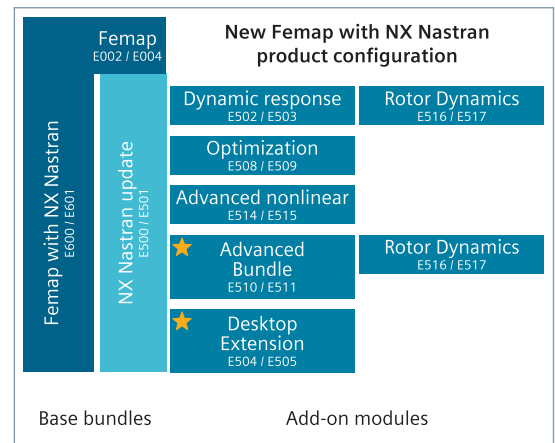 Femap
E002 / E004
New Femap with NX Nastran
product configuration
Femap with NX Nastran
E600 / E601
NX Nastran update
E500 / E501
Dynamic response
E502 / E503
Rotor Dynamics
E516 / E517
Optimization
E508 / E509
Advanced nonlinear
E514 / E515
Advanced
Bundle
E510 / E511
Rotor Dynamics
E516 / E517
Desktop
Extension
E504 / E505
Base bundles
Add-on modules